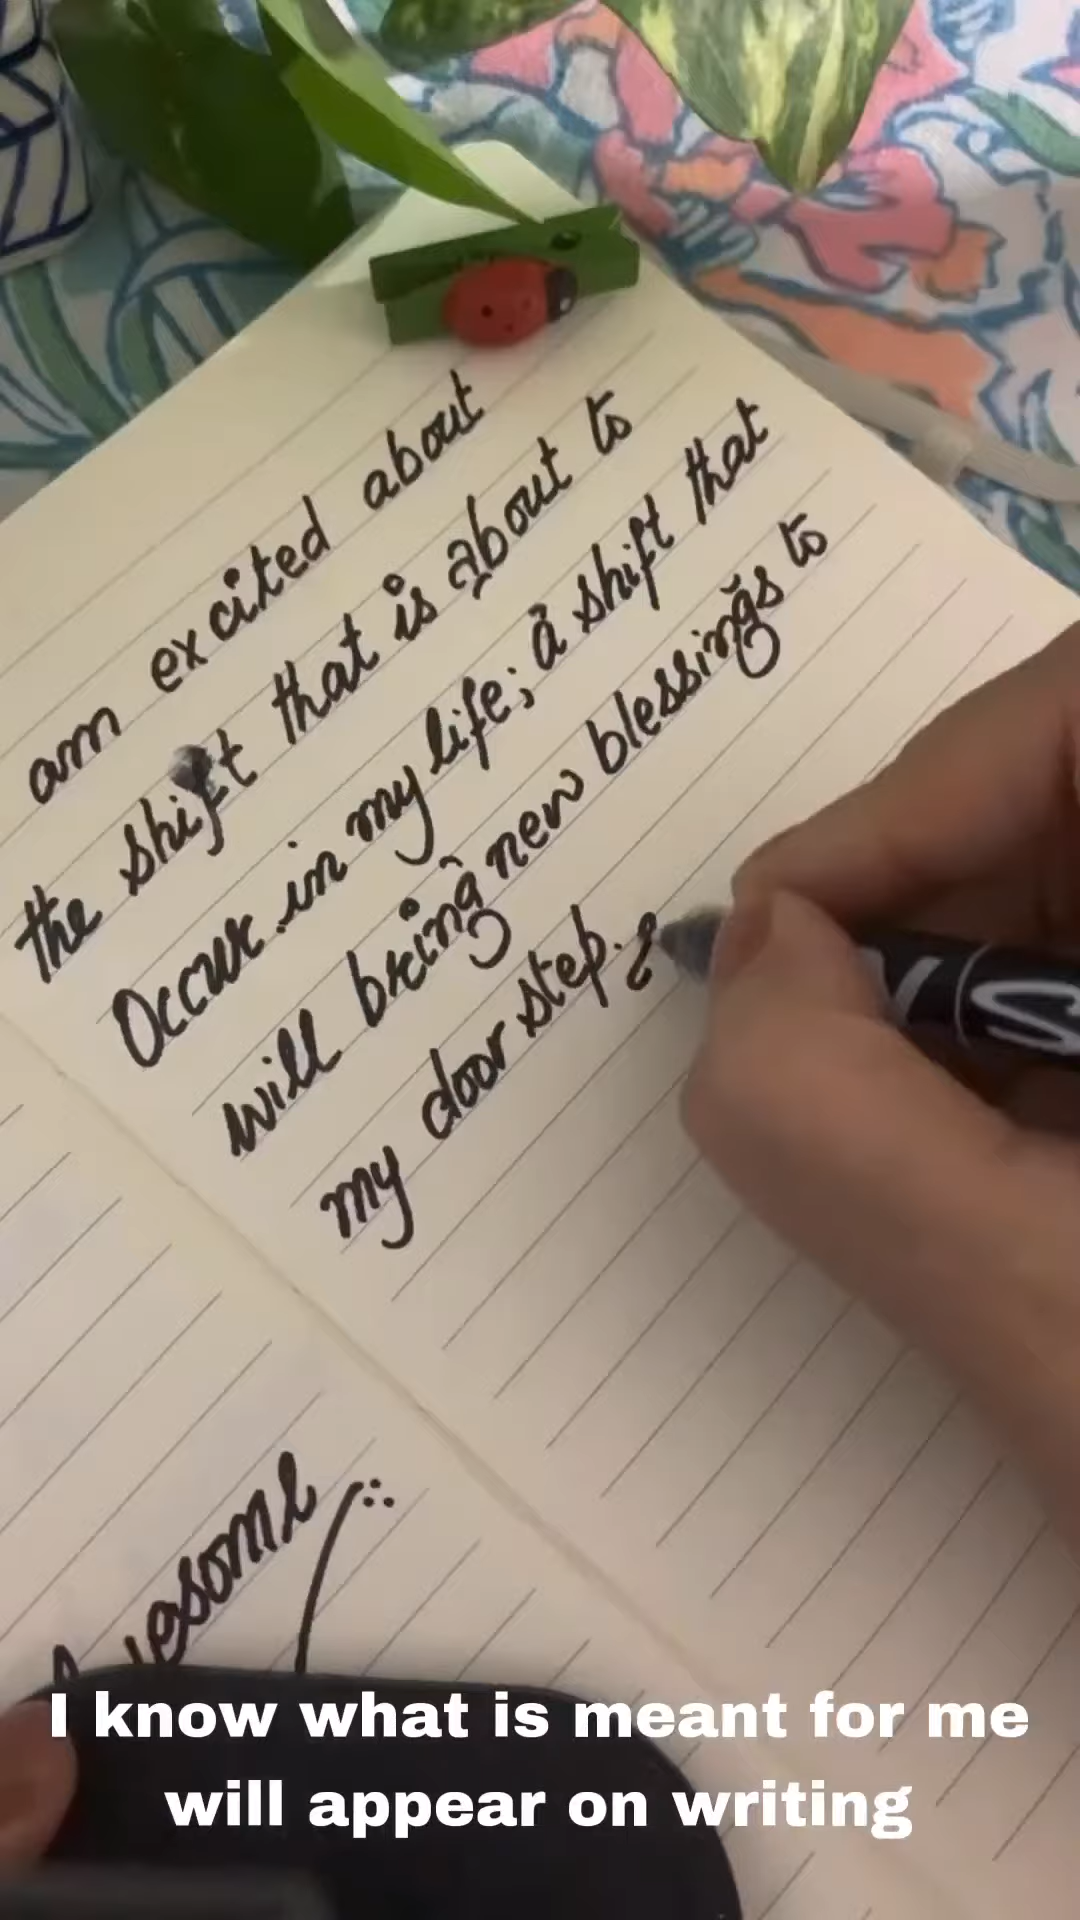 am excited about
the shift that is about to
Occur in my life; a shift that
will bring new blessings to
my door step.
Awesome
NS
I know what is meant for me
will appear on writing